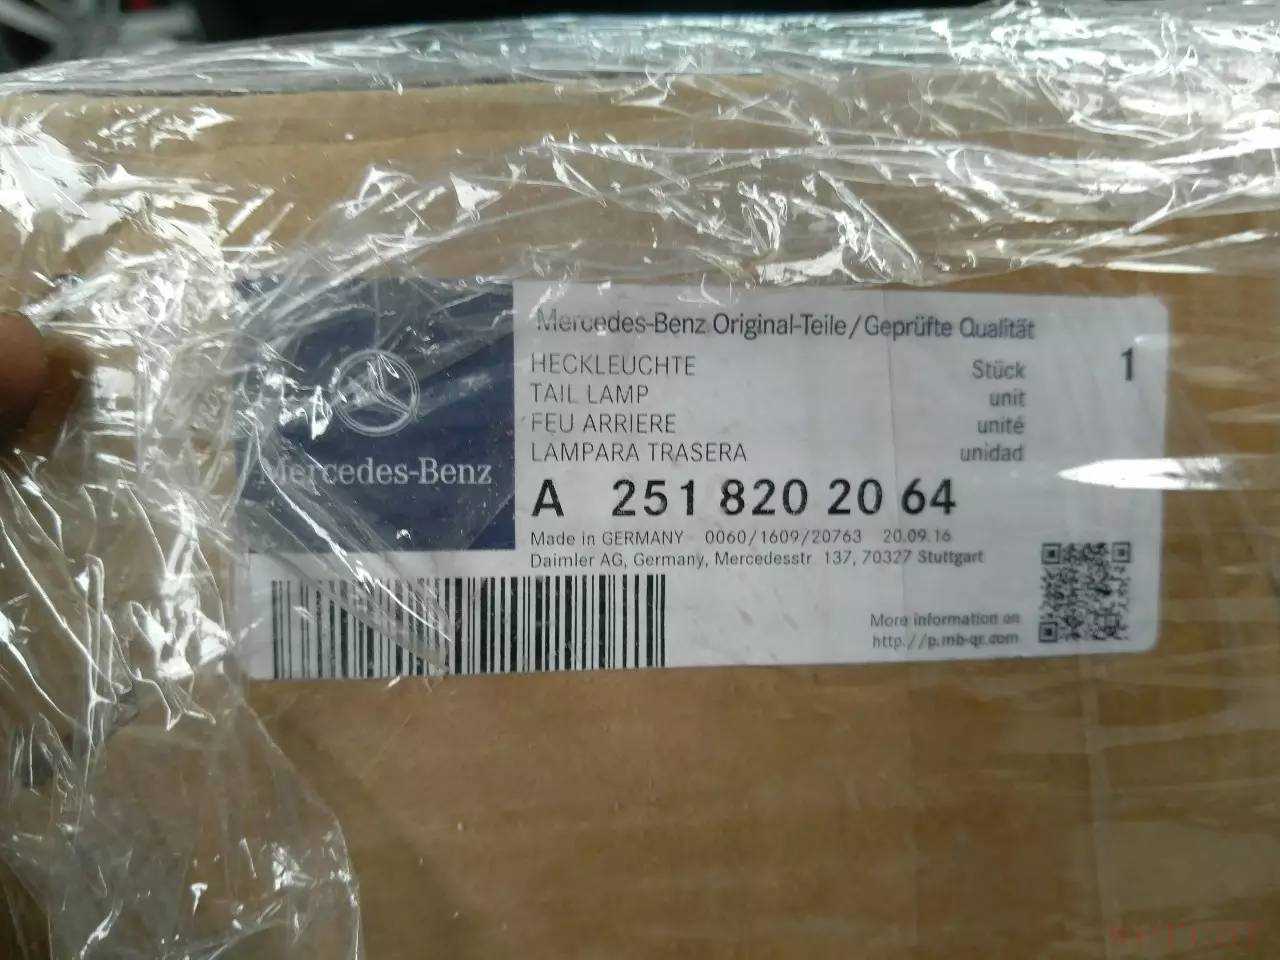 Mercedes-Benz
Mercedes-Benz Original-Teile/Geprüfte Qualität
HECKLEUCHTE Stück 1
TAIL LAMP unit
FEU ARRIERE unité
LAMPARA TRASERA unidad
A 251 820 20 64
Made in GERMANY 0060/1609/20763 20.09.16
Daimler AG, Germany, Mercedesstr 137, 70327 Stuttgart
More information on
http://p.mb-qr.com